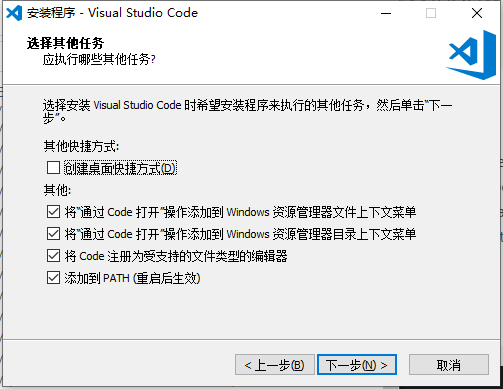 安装程序 - Visual Studio Code
选择其他任务
应执行哪些其他任务?
选择安装 Visual Studio Code 时希望安装程序来执行的其他任务，然后单击“下一
步”。
其他快捷方式:
创建桌面快捷方式(D)
其他:
将“通过 Code 打开”操作添加到 Windows 资源管理器文件上下文菜单
将“通过 Code 打开”操作添加到 Windows 资源管理器目录上下文菜单
将 Code 注册为受支持的文件类型的编辑器
添加到 PATH (重启后生效)
< 上一步(B) 下一步(N) > 取消